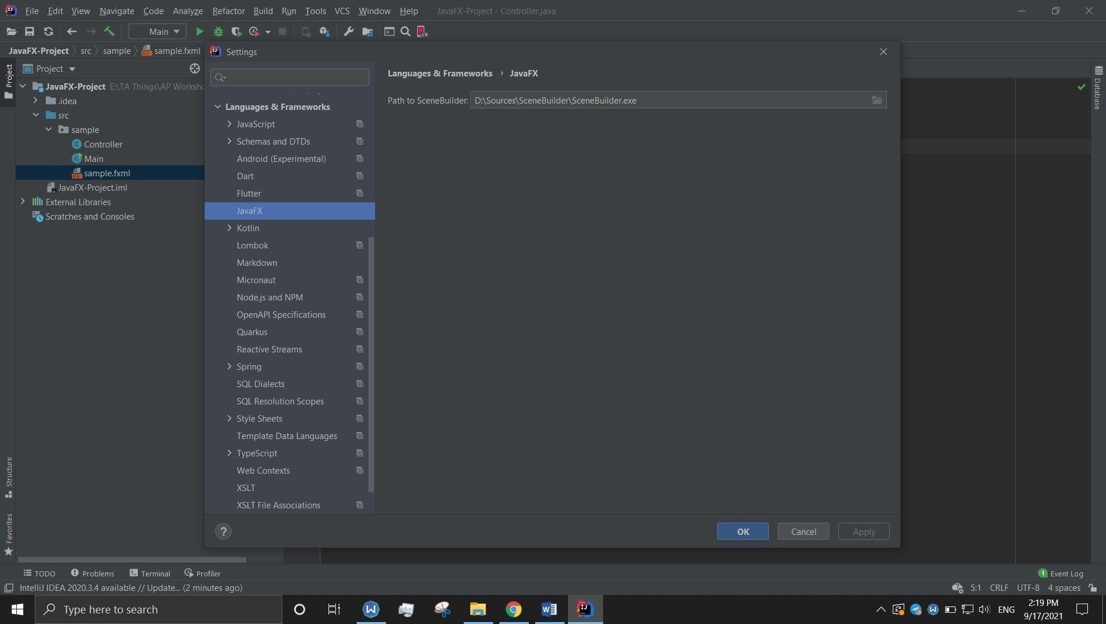 File Edit View Navigate Code Analyze Refactor Build Run Tools VCS Window Help JavaFX-Project - Controller.java
Main
JavaFX-Project src sample sample.fxml
Settings
Project
JavaFX-Project E:\TA Things\AP Worksho
.idea
src
sample
Controller
Main
sample.fxml
JavaFX-Project.iml
External Libraries
Scratches and Consoles
Project
Structure
Favorites
Languages & Frameworks
JavaScript
Schemas and DTDs
Android (Experimental)
Dart
Flutter
JavaFX
Kotlin
Lombok
Markdown
Micronaut
Node.js and NPM
OpenAPI Specifications
Quarkus
Reactive Streams
Spring
SQL Dialects
SQL Resolution Scopes
Style Sheets
Template Data Languages
TypeScript
Web Contexts
XSLT
XSLT File Associations
Languages & Frameworks › JavaFX
Path to SceneBuilder: D:\Sources\SceneBuilder\SceneBuilder.exe
Database
? OK Cancel Apply
TODO Problems Terminal Profiler 1 Event Log
IntelliJ IDEA 2020.3.4 available // Update... (2 minutes ago) 5:1 CRLF UTF-8 4 spaces
Type here to search ENG 2:19 PM
9/17/2021